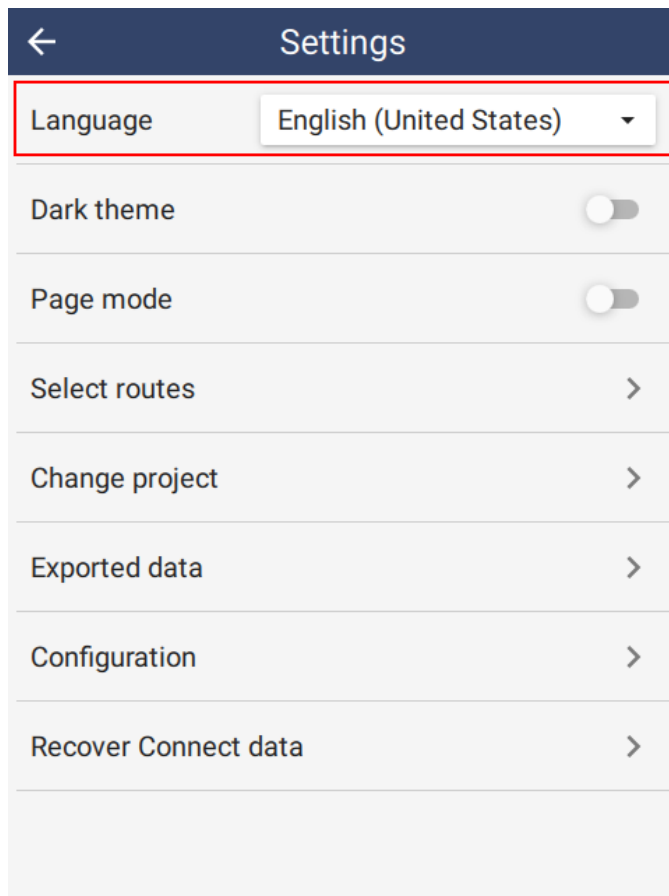 Settings
Language English (United States)
Dark theme
Page mode
Select routes
Change project
Exported data
Configuration
Recover Connect data